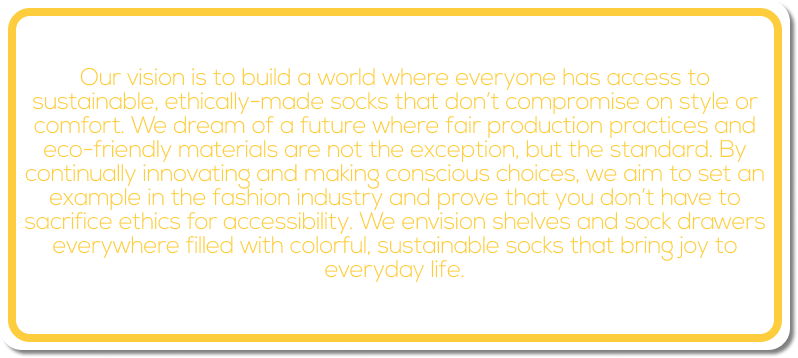 Our vision is to build a world where everyone has access to
sustainable, ethically-made socks that don't compromise on style or
comfort. We dream of a future where fair production practices and
eco-friendly materials are not the exception, but the standard. By
continually innovating and making conscious choices, we aim to set an
example in the fashion industry and prove that you don't have to
sacrifice ethics for accessibility. We envision shelves and sock drawers
everywhere filled with colorful, sustainable socks that bring joy to
everyday life.